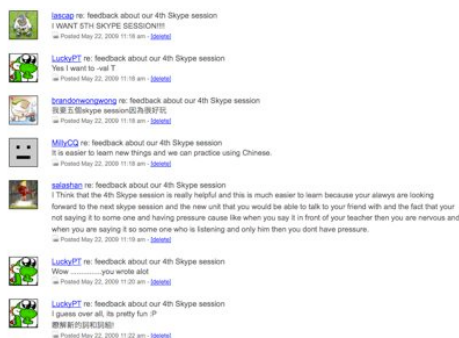 lascap re: feedback about our 4th Skype session
I WANT 5TH SKYPE SESSION!!!!
Posted May 22, 2009 11:18 am - [delete]
LuckyPT re: feedback about our 4th Skype session
Yes I want to -val T
Posted May 22, 2009 11:18 am - [delete]
brandonwongwong re: feedback about our 4th Skype session
我要五個skype session因為很好玩
Posted May 22, 2009 11:18 am - [delete]
MillyCQ re: feedback about our 4th Skype session
It is easier to learn new things and we can practice using Chinese.
Posted May 22, 2009 11:18 am - [delete]
salashan re: feedback about our 4th Skype session
I Think that the 4th Skype session is really helpful and this is much easier to learn because your alawys are looking
forward to the next skype session and the new unit that you would be able to talk to your friend with and the fact that your
not saying it to some one and having pressure cause like when you say it in front of your teacher then you are nervous and
when you are saying it so some one who is listening and only him then you dont have pressure.
Posted May 22, 2009 11:19 am - [delete]
LuckyPT re: feedback about our 4th Skype session
Wow ...............you wrote alot
Posted May 22, 2009 11:20 am - [delete]
LuckyPT re: feedback about our 4th Skype session
I guess over all, its pretty fun :P
瞭解新的詞和詞組!
Posted May 22, 2009 11:22 am - [delete]